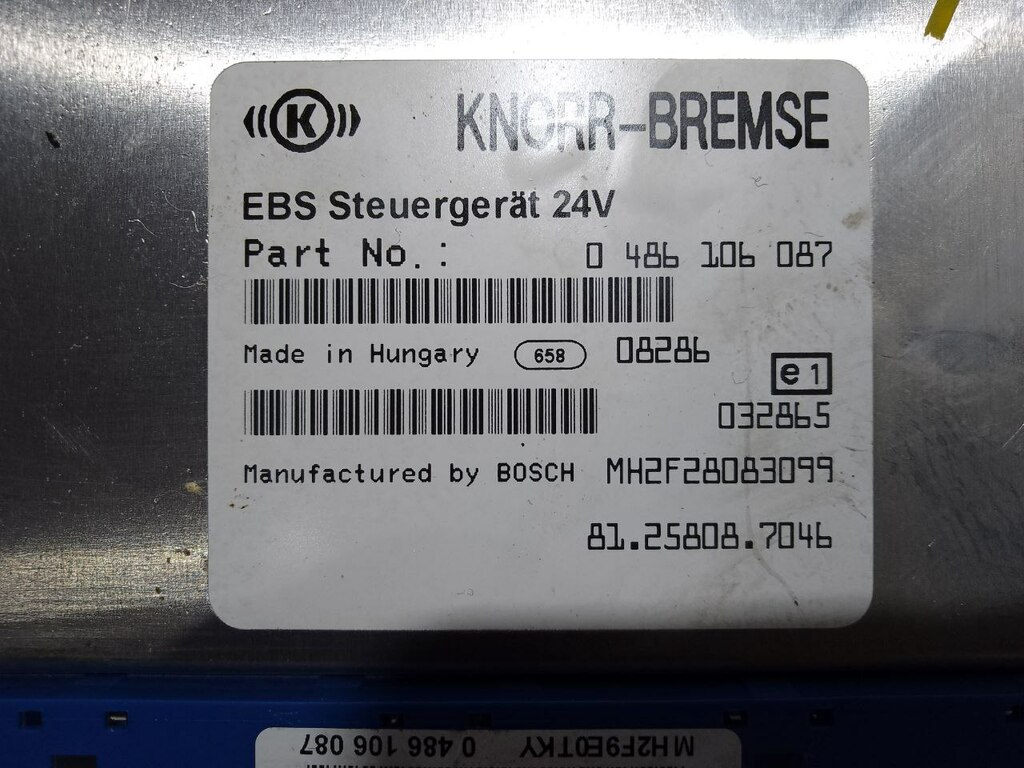 K KNORR-BREMSE
EBS Steuergerät 24V
Part No.: 0 486 106 087
Made in Hungary 658 08286
e1
032865
Manufactured by BOSCH MH2F28083099
81.25808.7046
MH2F9E0TKY 0 486 106 087